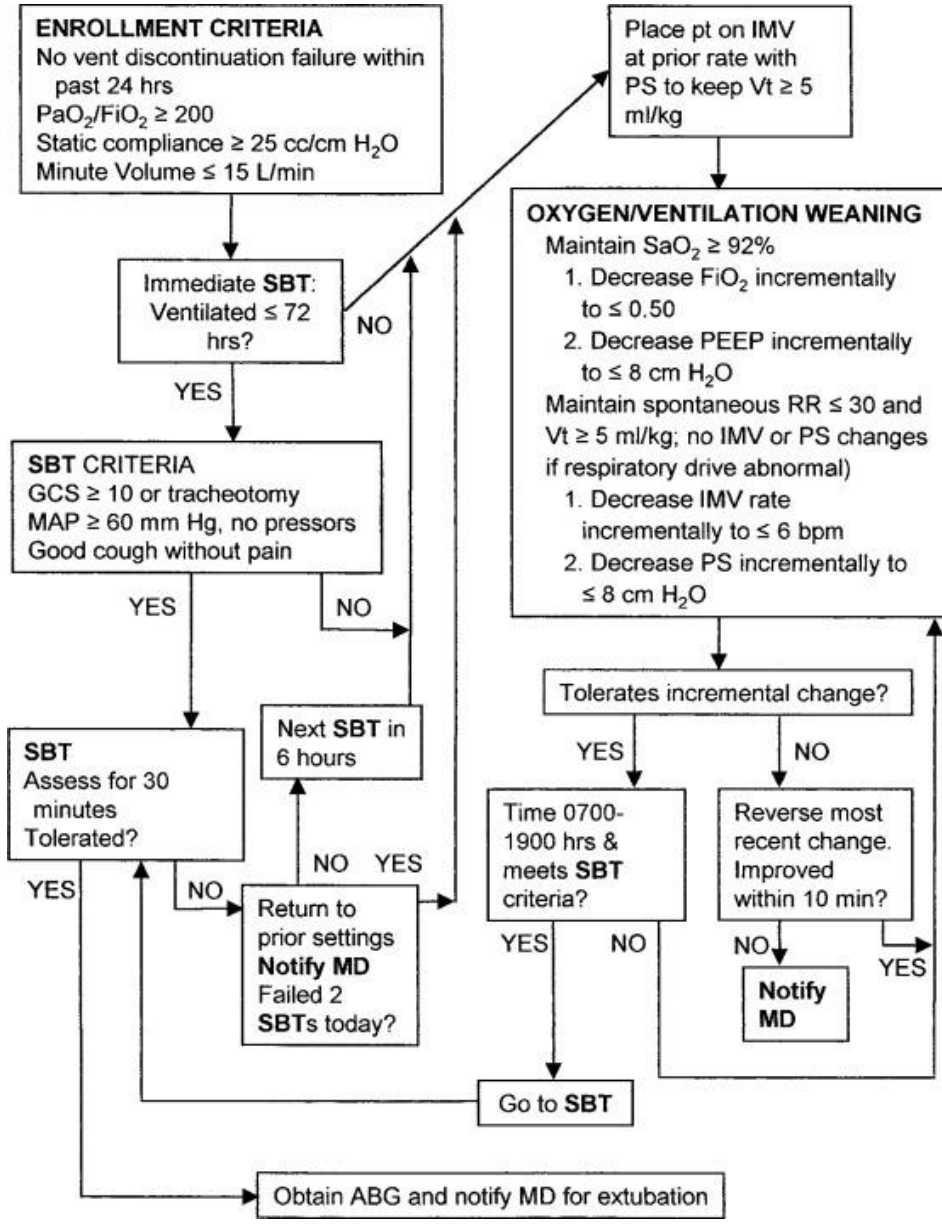 ENROLLMENT CRITERIA
No vent discontinuation failure within
past 24 hrs
PaO₂/FiO₂ ≥ 200
Static compliance ≥ 25 cc/cm H₂O
Minute Volume ≤ 15 L/min
Immediate SBT:
Ventilated ≤ 72
hrs?
NO
YES
SBT CRITERIA
GCS ≥ 10 or tracheotomy
MAP ≥ 60 mm Hg, no pressors
Good cough without pain
YES
NO
SBT
Assess for 30
minutes
Tolerated?
Next SBT in
6 hours
YES
NO
NO
YES
Return to
prior settings
Notify MD
Failed 2
SBTs today?
Place pt on IMV
at prior rate with
PS to keep Vt ≥ 5
ml/kg
OXYGEN/VENTILATION WEANING
Maintain SaO₂ ≥ 92%
1. Decrease FiO₂ incrementally
to ≤ 0.50
2. Decrease PEEP incrementally
to ≤ 8 cm H₂O
Maintain spontaneous RR ≤ 30 and
Vt ≥ 5 ml/kg; no IMV or PS changes
if respiratory drive abnormal)
1. Decrease IMV rate
incrementally to ≤ 6 bpm
2. Decrease PS incrementally to
≤ 8 cm H₂O
Tolerates incremental change?
YES
NO
Time 0700-
1900 hrs &
meets SBT
criteria?
Reverse most
recent change.
Improved
within 10 min?
YES
NO
NO
YES
Notify
MD
Go to SBT
Obtain ABG and notify MD for extubation